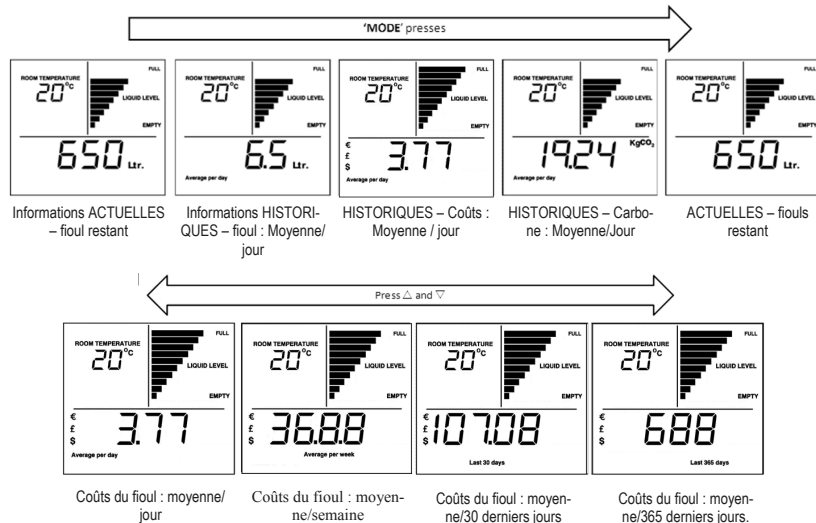 'MODE' presses
ROOM TEMPERATURE
20°C
FULL
LIQUID LEVEL
EMPTY
650 Ltr.
ROOM TEMPERATURE
20°C
FULL
LIQUID LEVEL
EMPTY
6.5 Ltr.
Average per day
ROOM TEMPERATURE
20°C
FULL
LIQUID LEVEL
EMPTY
€
£
$
3.77
Average per day
ROOM TEMPERATURE
20°C
FULL
LIQUID LEVEL
EMPTY
19.24 KgCO₂
Average per day
ROOM TEMPERATURE
20°C
FULL
LIQUID LEVEL
EMPTY
650 Ltr.
Informations ACTUELLES
– fioul restant
Informations HISTORI-
QUES – fioul : Moyenne/
jour
HISTORIQUES – Coûts :
Moyenne / jour
HISTORIQUES – Carbo-
ne : Moyenne/Jour
ACTUELLES – fiouls
restant
Press △ and ▽
ROOM TEMPERATURE
20°C
FULL
LIQUID LEVEL
EMPTY
€
£
$
3.77
Average per day
ROOM TEMPERATURE
20°C
FULL
LIQUID LEVEL
EMPTY
€
£
$
36.8.8
Average per week
ROOM TEMPERATURE
20°C
FULL
LIQUID LEVEL
EMPTY
€
£
$
107.08
Last 30 days
ROOM TEMPERATURE
20°C
FULL
LIQUID LEVEL
EMPTY
€
£
$
688
Last 365 days
Coûts du fioul : moyenne/
jour
Coûts du fioul : moyen-
ne/semaine
Coûts du fioul : moyen-
ne/30 derniers jours
Coûts du fioul : moyen-
ne/365 derniers jours.